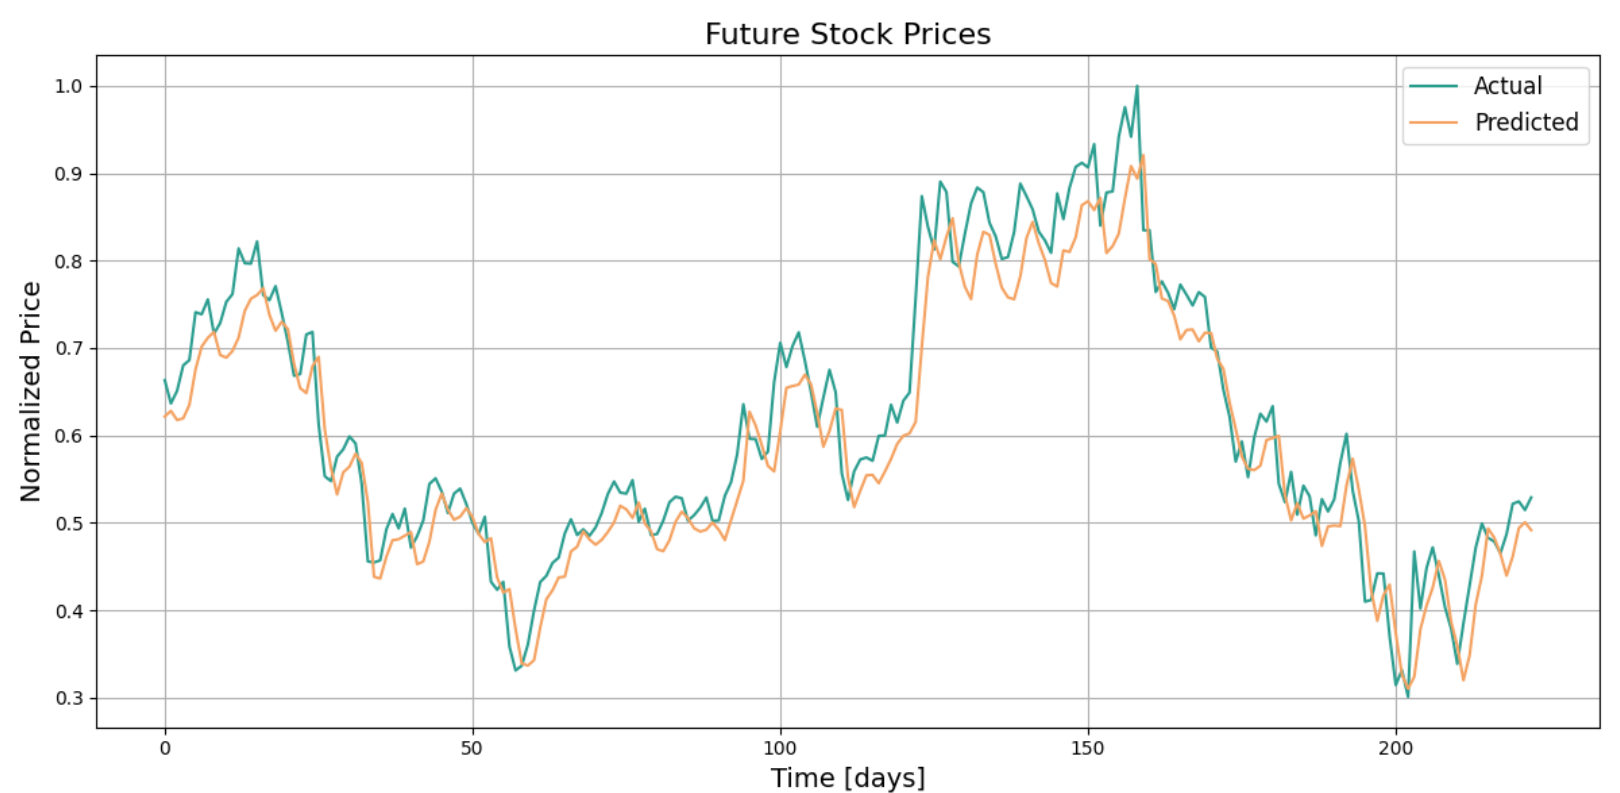 Future Stock Prices
Actual
Predicted
1.0
0.9
0.8
0.7
0.6
0.5
0.4
0.3
Normalized Price
0
50
100
150
200
Time [days]